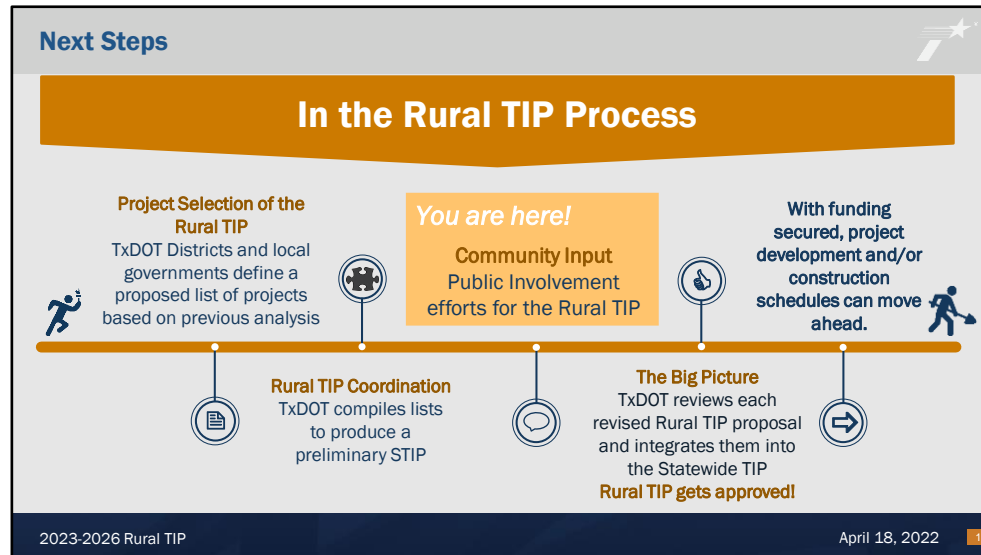 Next Steps
In the Rural TIP Process
Project Selection of the
Rural TIP
TxDOT Districts and local
governments define a
proposed list of projects
based on previous analysis
Rural TIP Coordination
TxDOT compiles lists
to produce a
preliminary STIP
You are here!
Community Input
Public Involvement
efforts for the Rural TIP
The Big Picture
TxDOT reviews each
revised Rural TIP proposal
and integrates them into
the Statewide TIP
Rural TIP gets approved!
With funding
secured, project
development and/or
construction
schedules can move
ahead.
2023-2026 Rural TIP
April 18, 2022